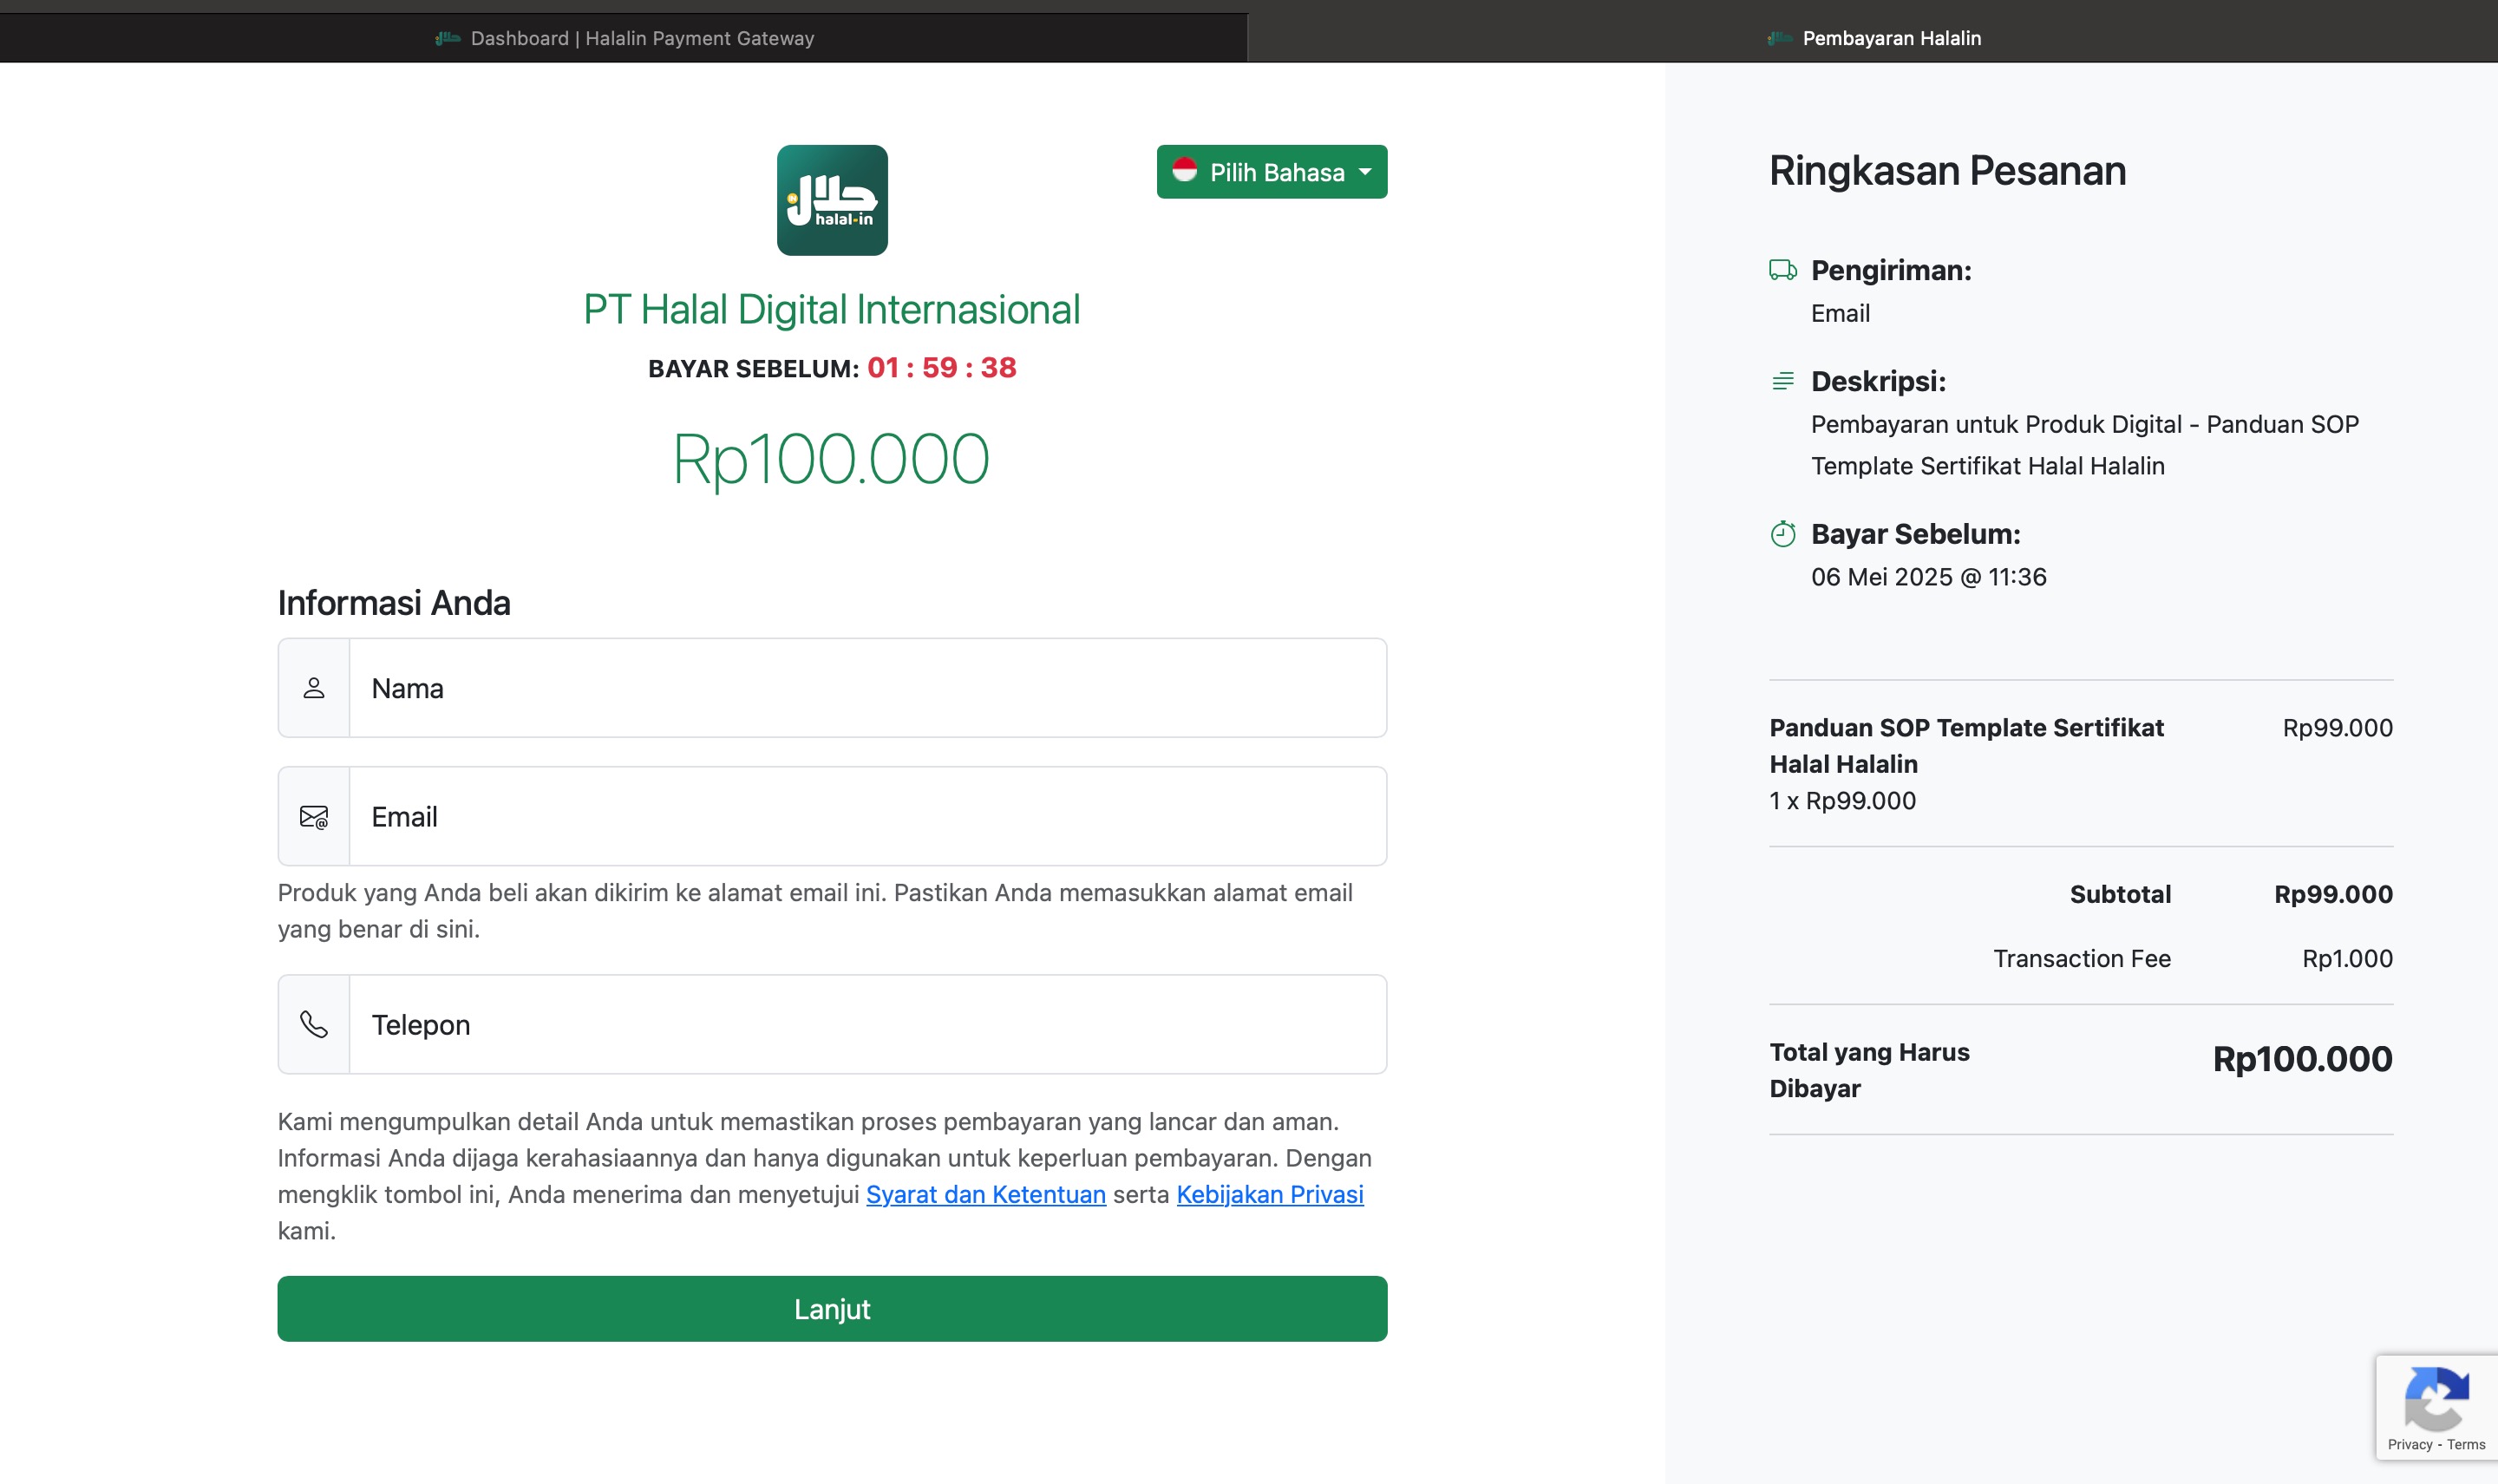 Dashboard | Halalin Payment Gateway
Pembayaran Halalin
حلال
IN
halal-in
Pilih Bahasa
PT Halal Digital Internasional
BAYAR SEBELUM: 01 : 59 : 38
Rp100.000
Informasi Anda
Nama
Email
Produk yang Anda beli akan dikirim ke alamat email ini. Pastikan Anda memasukkan alamat email
yang benar di sini.
Telepon
Kami mengumpulkan detail Anda untuk memastikan proses pembayaran yang lancar dan aman.
Informasi Anda dijaga kerahasiaannya dan hanya digunakan untuk keperluan pembayaran. Dengan
mengklik tombol ini, Anda menerima dan menyetujui Syarat dan Ketentuan serta Kebijakan Privasi
kami.
Lanjut
Ringkasan Pesanan
Pengiriman:
Email
Deskripsi:
Pembayaran untuk Produk Digital - Panduan SOP
Template Sertifikat Halal Halalin
Bayar Sebelum:
06 Mei 2025 @ 11:36
Panduan SOP Template Sertifikat Rp99.000
Halal Halalin
1 x Rp99.000
Subtotal Rp99.000
Transaction Fee Rp1.000
Total yang Harus Rp100.000
Dibayar
Privacy - Terms